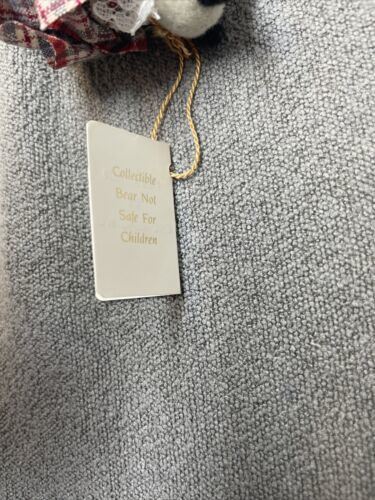 Collectible
Bear Not
Safe For
Children